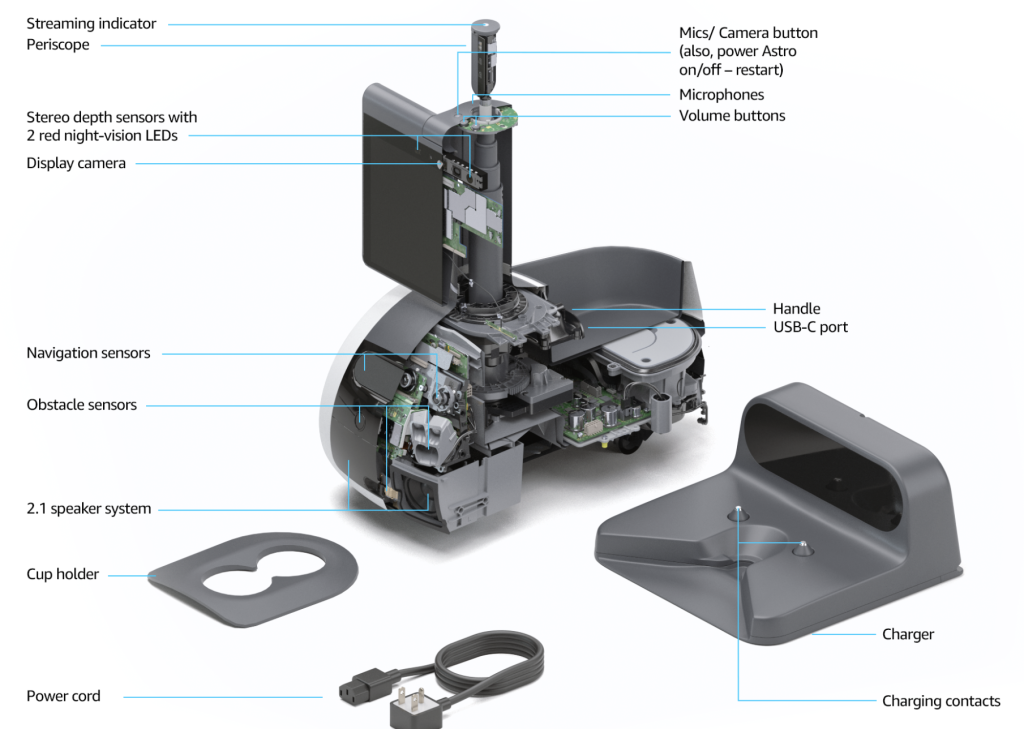 Streaming indicator
Periscope
Stereo depth sensors with
2 red night-vision LEDs
Display camera
Navigation sensors
Obstacle sensors
2.1 speaker system
Cup holder
Power cord
Mics/ Camera button
(also, power Astro
on/off – restart)
Microphones
Volume buttons
Handle
USB-C port
Charger
Charging contacts